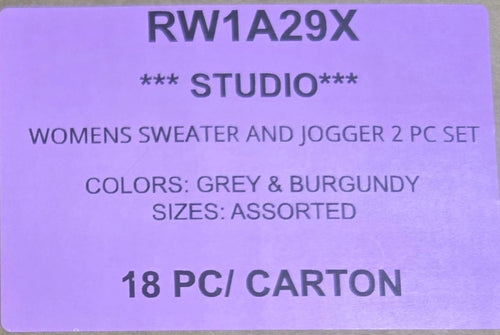 RW1A29X
*** STUDIO***
WOMENS SWEATER AND JOGGER 2 PC SET
COLORS: GREY & BURGUNDY
SIZES: ASSORTED
18 PC/ CARTON